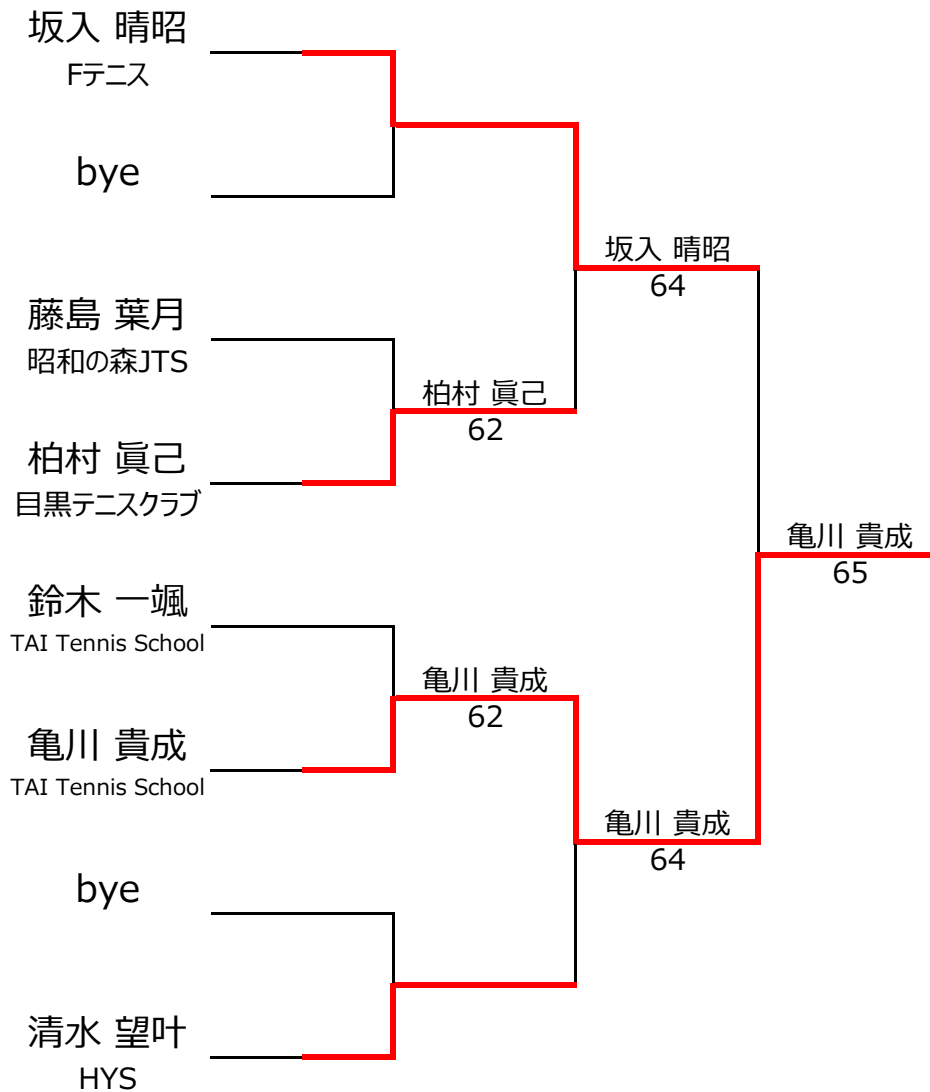 坂入 晴昭
Fテニス
bye
藤島 葉月
昭和の森JTS
柏村 眞己
目黒テニスクラブ
鈴木 一颯
TAI Tennis School
亀川 貴成
TAI Tennis School
bye
清水 望叶
HYS
柏村 眞己
62
亀川 貴成
62
坂入 晴昭
64
亀川 貴成
64
亀川 貴成
65